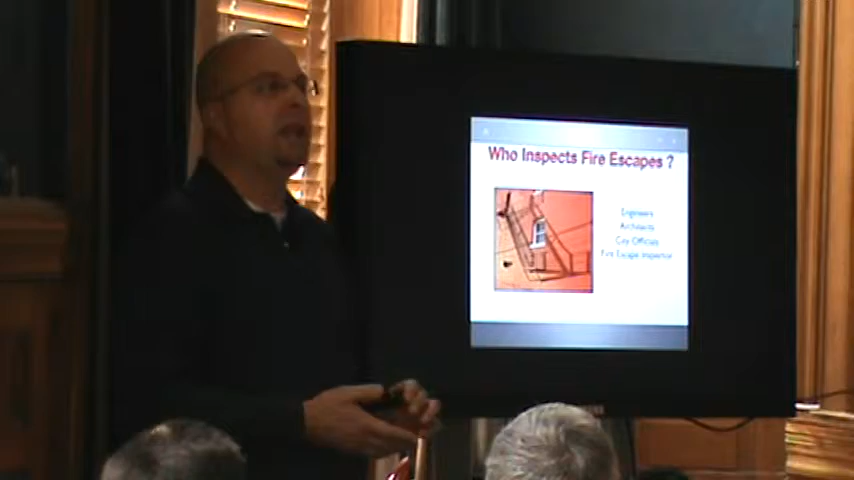 Who Inspects Fire Escapes ?
Engineers
Architects
City Officials
Fire Escape Inspector